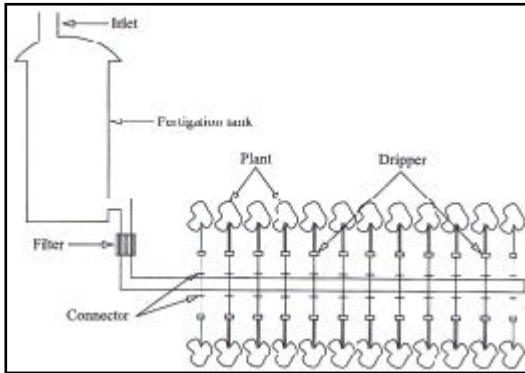 Inlet
Fertigation tank
Plant
Dripper
Filter
Connector